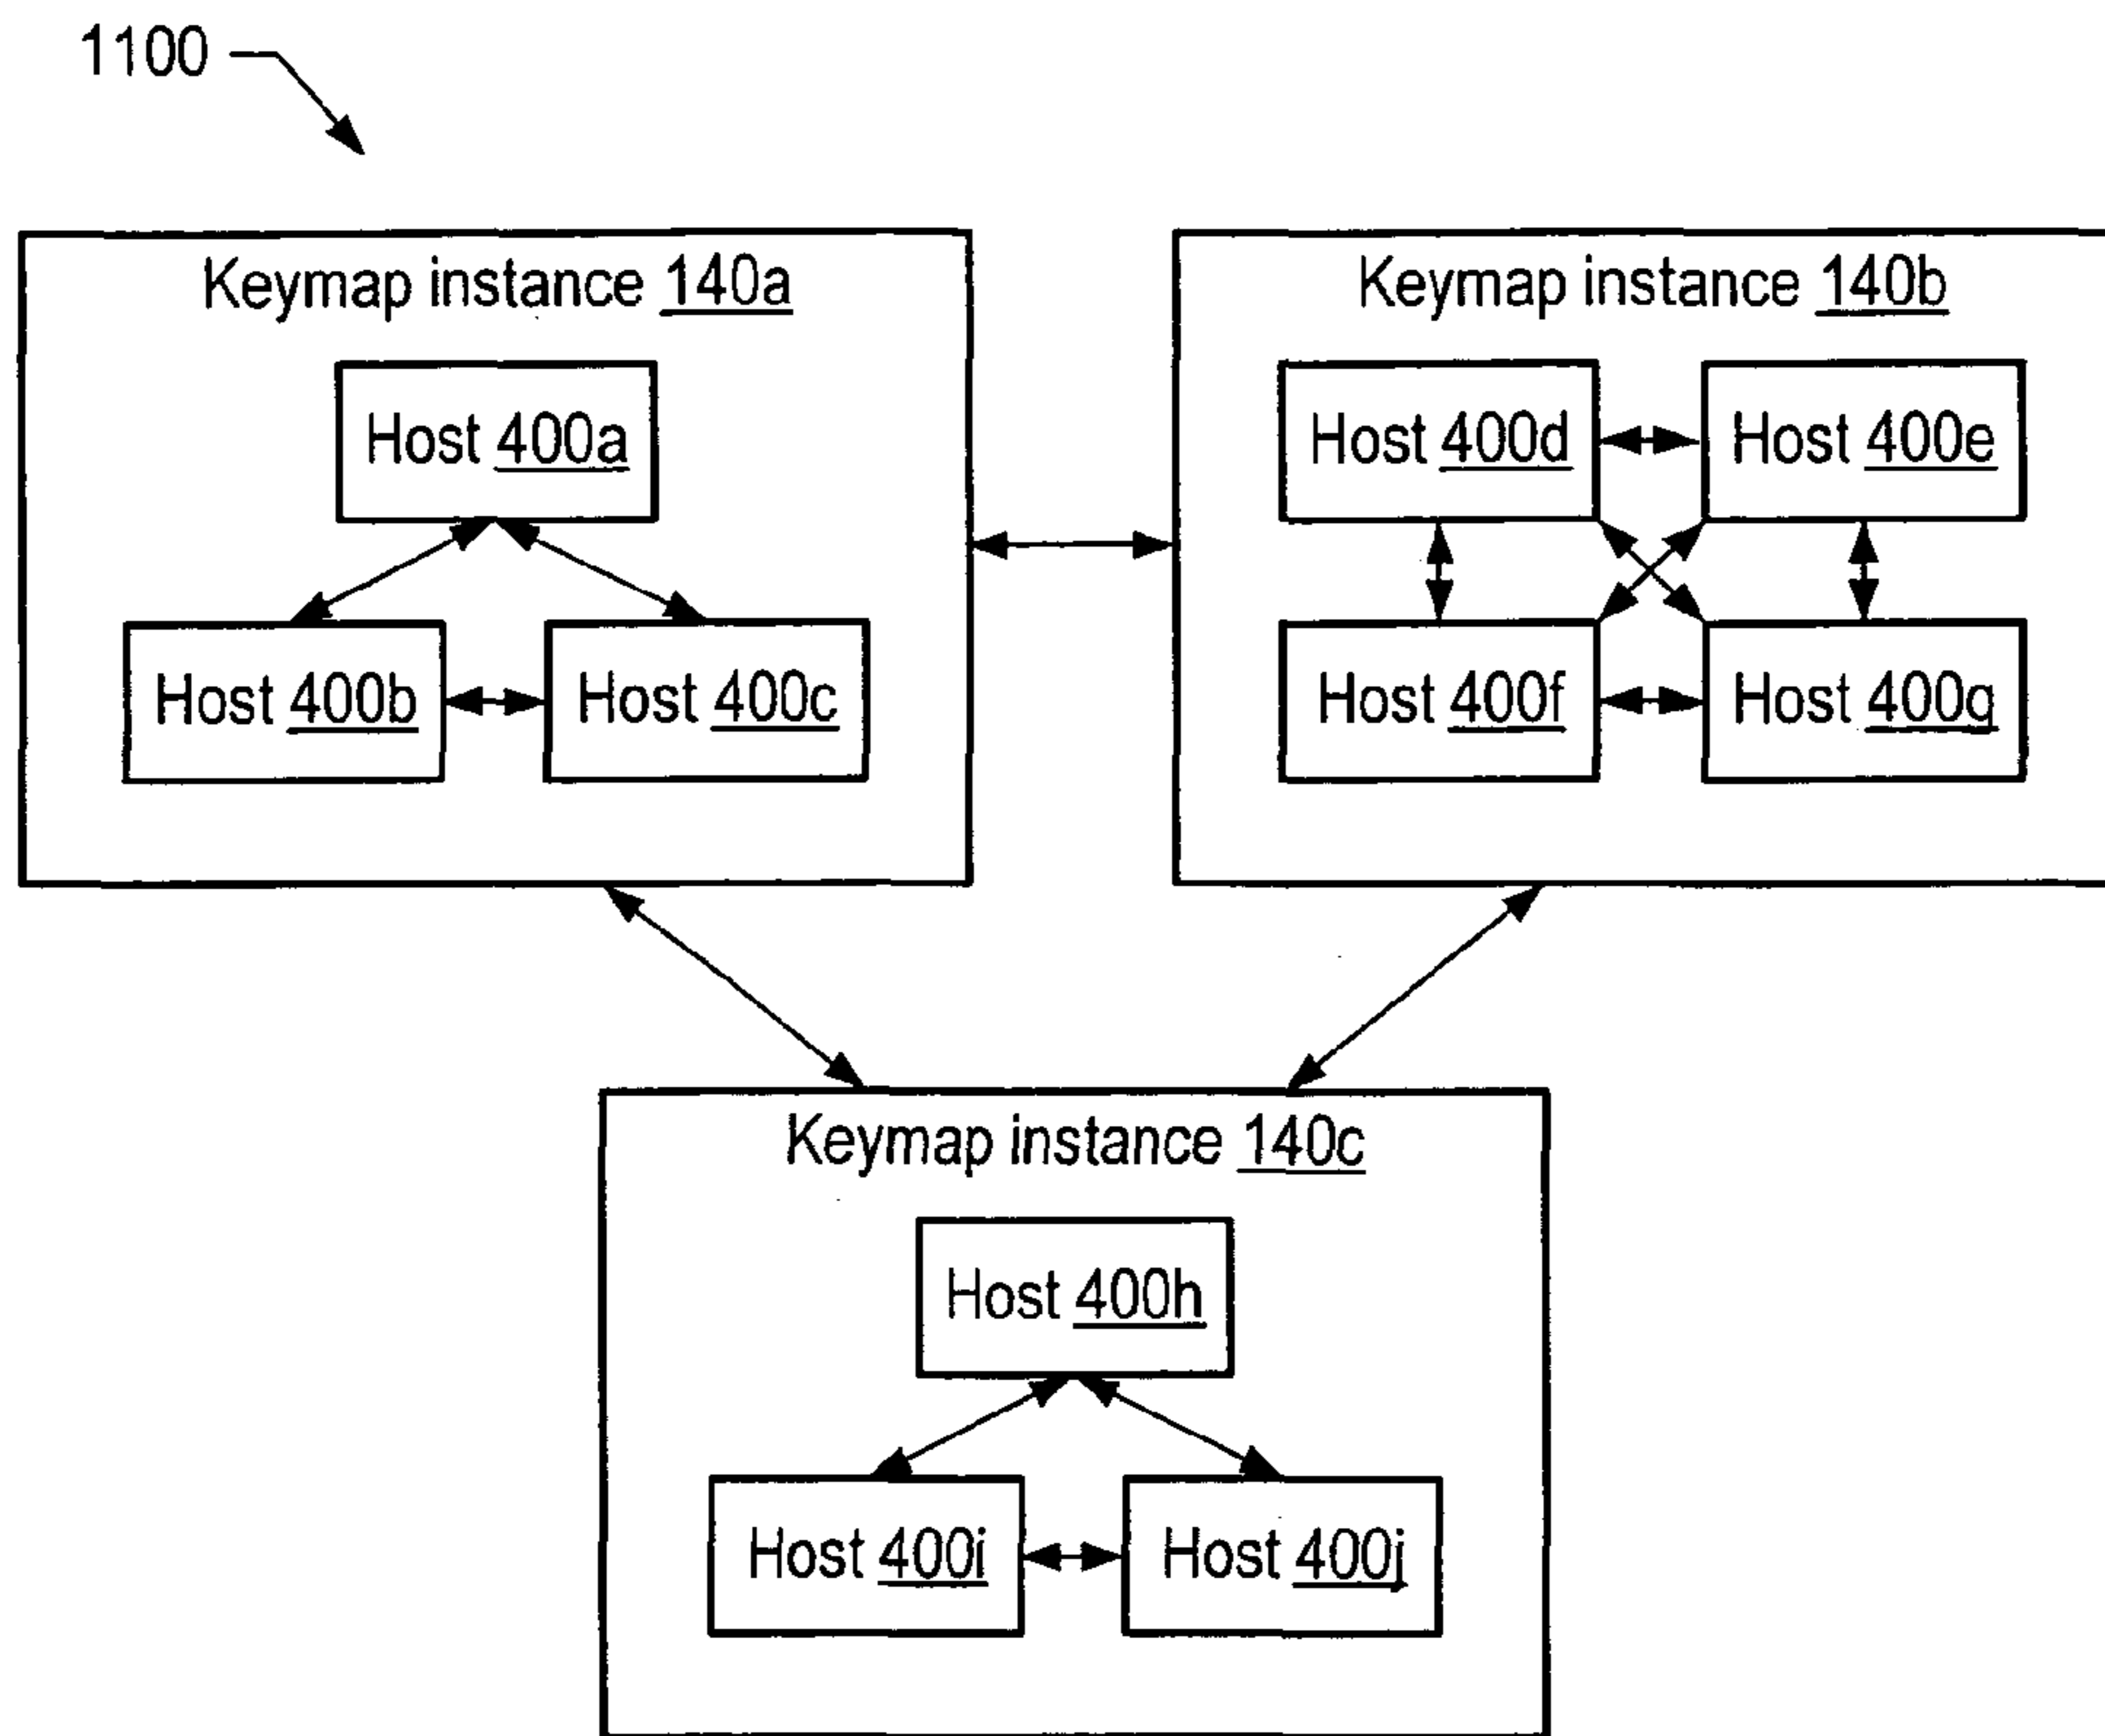 1100
Keymap instance 140a
Keymap instance 140b
Host 400a
Host 400d
Host 400e
Host 400b
Host 400c
Host 400f
Host 400g
Keymap instance 140c
Host 400h
Host 400i
Host 400j